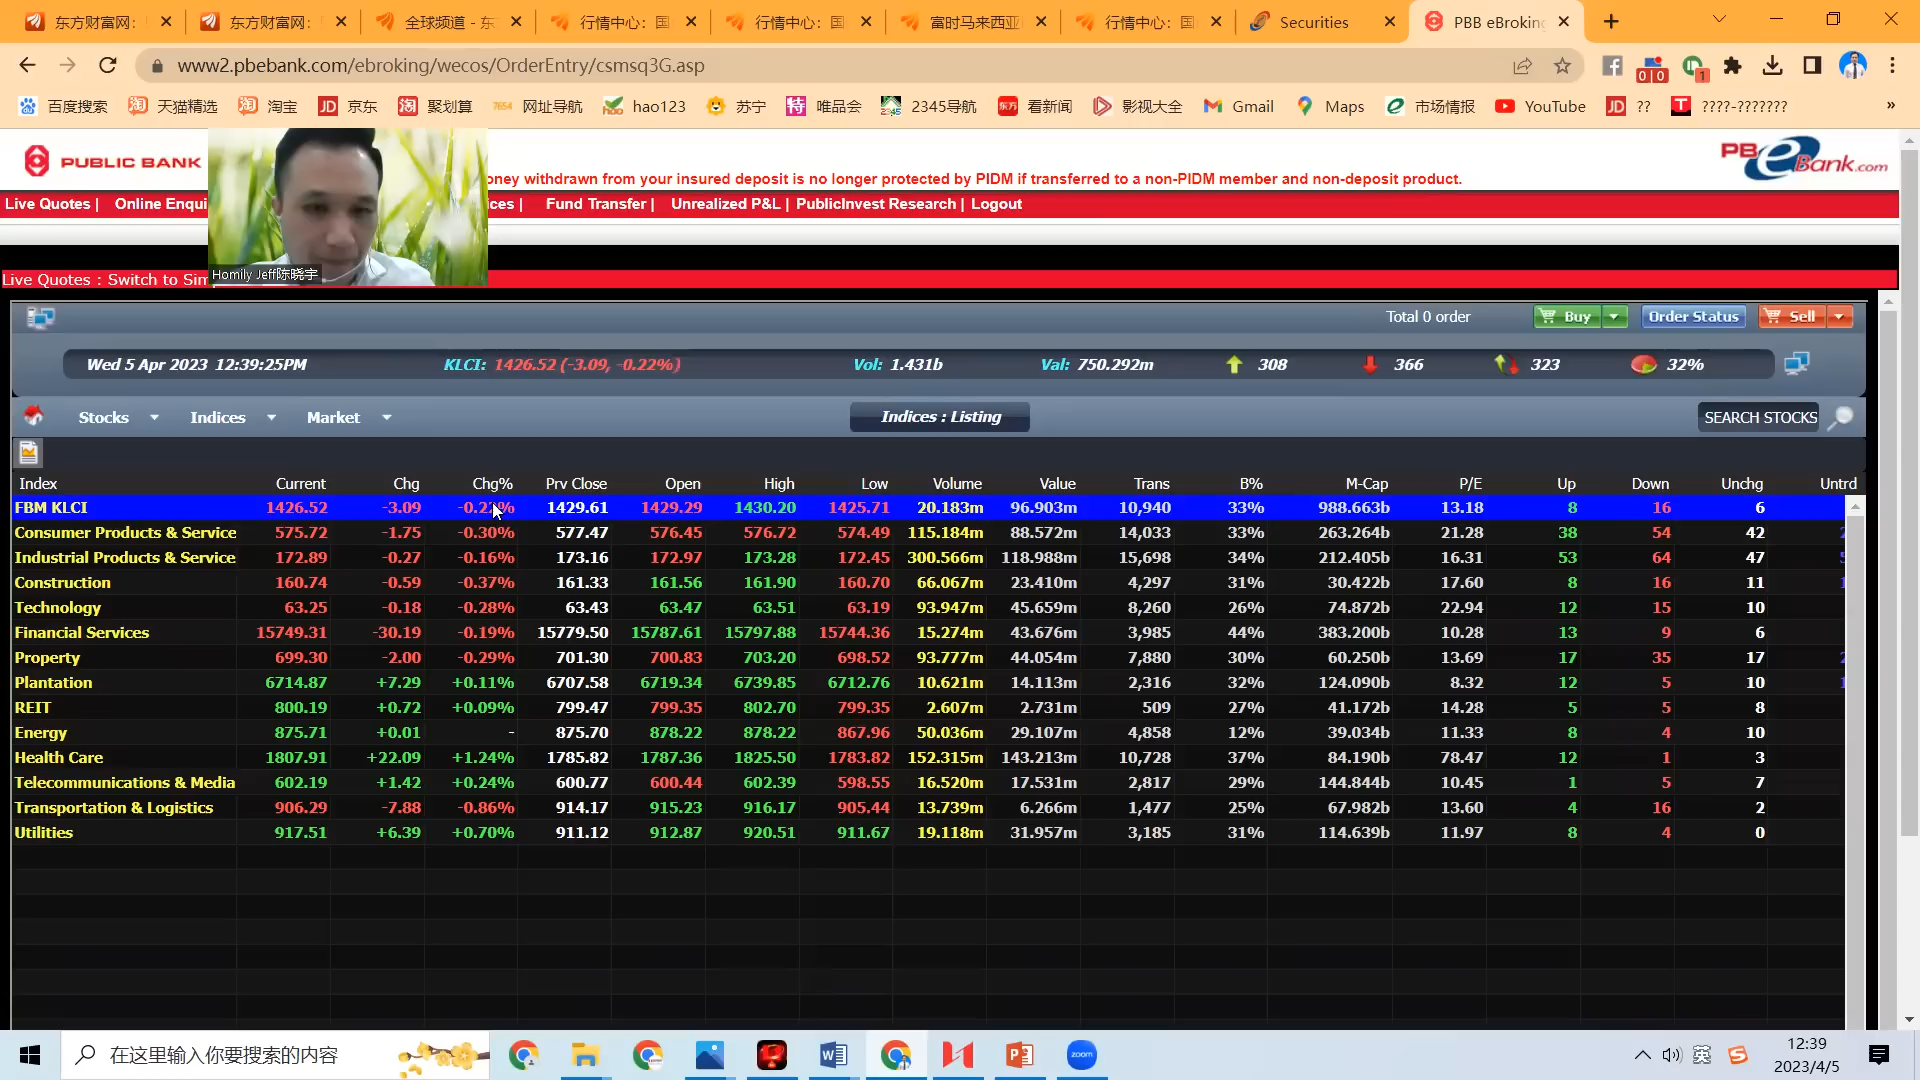 东方财富网:
东方财富网:
全球频道 - 东
行情中心: 国
行情中心: 国
富时马来西亚
行情中心: 国
Securities
PBB eBroking
www2.pbebank.com/ebroking/wecos/OrderEntry/csmsq3G.asp
0|0
1
百度搜索 天猫精选 淘宝 京东 聚划算 网址导航 hao123 苏宁 唯品会 2345导航 看新闻 影视大全 Gmail Maps 市场情报 YouTube ?? ????-???????
PUBLIC BANK
PBeBank.com
oney withdrawn from your insured deposit is no longer protected by PIDM if transferred to a non-PIDM member and non-deposit product.
Live Quotes | Online Enqui ces | Fund Transfer | Unrealized P&L | PublicInvest Research | Logout
Homily Jeff陈晓宇
Live Quotes : Switch to Sim
Total 0 order Buy Order Status Sell
Wed 5 Apr 2023 12:39:25PM KLCI: 1426.52 (-3.09, -0.22%) Vol: 1.431b Val: 750.292m 308 366 323 32%
Stocks Indices Market Indices : Listing SEARCH STOCKS
Index Current Chg Chg% Prv Close Open High Low Volume Value Trans B% M-Cap P/E Up Down Unchg Untrd
FBM KLCI 1426.52 -3.09 -0.22% 1429.61 1429.29 1430.20 1425.71 20.183m 96.903m 10,940 33% 988.663b 13.18 8 16 6
Consumer Products & Service 575.72 -1.75 -0.30% 577.47 576.45 576.72 574.49 115.184m 88.572m 14,033 33% 263.264b 21.28 38 54 42
Industrial Products & Service 172.89 -0.27 -0.16% 173.16 172.97 173.28 172.45 300.566m 118.988m 15,698 34% 212.405b 16.31 53 64 47
Construction 160.74 -0.59 -0.37% 161.33 161.56 161.90 160.70 66.067m 23.410m 4,297 31% 30.422b 17.60 8 16 11
Technology 63.25 -0.18 -0.28% 63.43 63.47 63.51 63.19 93.947m 45.659m 8,260 26% 74.872b 22.94 12 15 10
Financial Services 15749.31 -30.19 -0.19% 15779.50 15787.61 15797.88 15744.36 15.274m 43.676m 3,985 44% 383.200b 10.28 13 9 6
Property 699.30 -2.00 -0.29% 701.30 700.83 703.20 698.52 93.777m 44.054m 7,880 30% 60.250b 13.69 17 35 17
Plantation 6714.87 +7.29 +0.11% 6707.58 6719.34 6739.85 6712.76 10.621m 14.113m 2,316 32% 124.090b 8.32 12 5 10
REIT 800.19 +0.72 +0.09% 799.47 799.35 802.70 799.35 2.607m 2.731m 509 27% 41.172b 14.28 5 5 8
Energy 875.71 +0.01 - 875.70 878.22 878.22 867.96 50.036m 29.107m 4,858 12% 39.034b 11.33 8 4 10
Health Care 1807.91 +22.09 +1.24% 1785.82 1787.36 1825.50 1783.82 152.315m 143.213m 10,728 37% 84.190b 78.47 12 1 3
Telecommunications & Media 602.19 +1.42 +0.24% 600.77 600.44 602.39 598.55 16.520m 17.531m 2,817 29% 144.844b 10.45 1 5 7
Transportation & Logistics 906.29 -7.88 -0.86% 914.17 915.23 916.17 905.44 13.739m 6.266m 1,477 25% 67.982b 13.60 4 16 2
Utilities 917.51 +6.39 +0.70% 911.12 912.87 920.51 911.67 19.118m 31.957m 3,185 31% 114.639b 11.97 8 4 0
在这里输入你要搜索的内容
zoom
英
12:39
2023/4/5